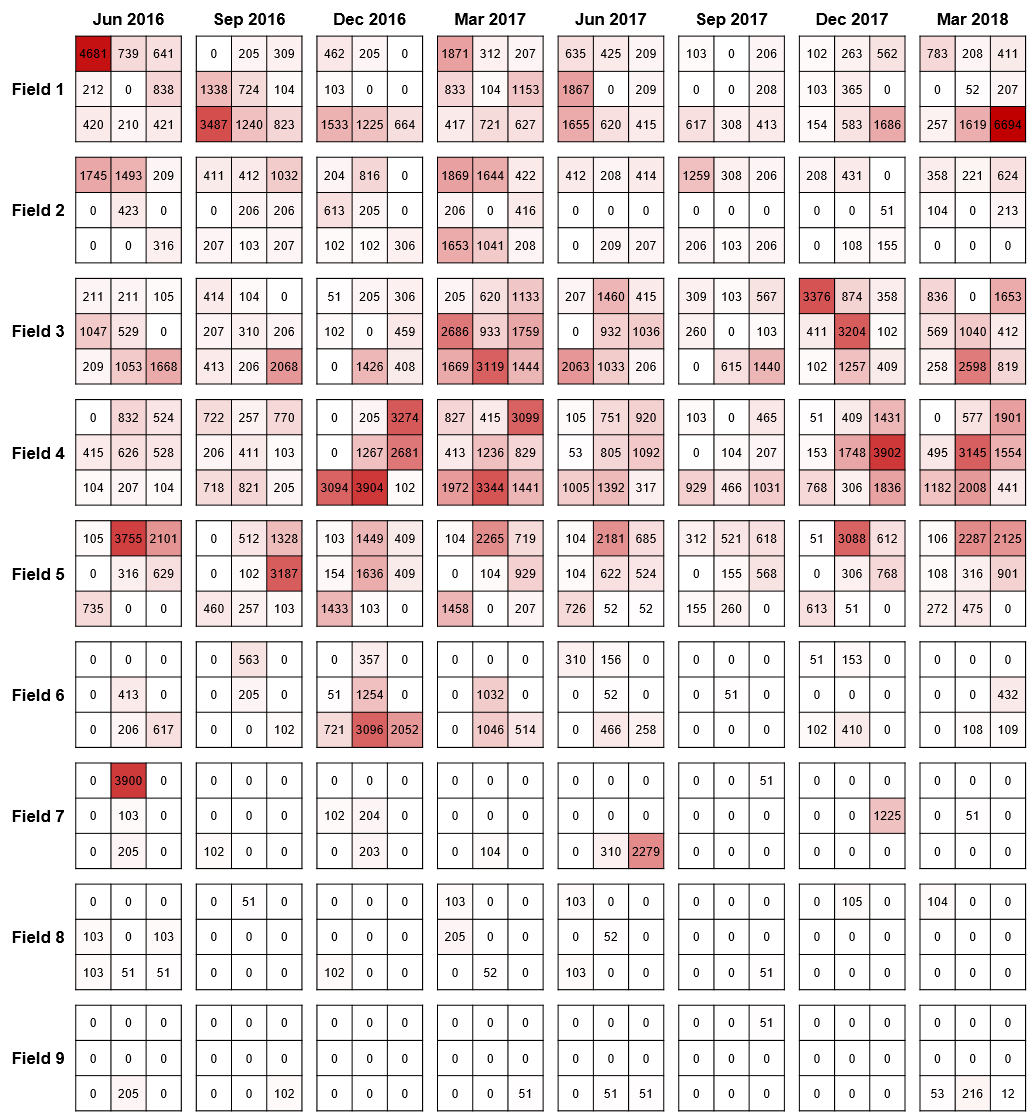 Jun 2016 Sep 2016 Dec 2016 Mar 2017 Jun 2017 Sep 2017 Dec 2017 Mar 2018
4681 739 641 0 205 309 462 205 0 1871 312 207 635 425 209 103 0 206 102 263 562 783 208 411
Field 1 212 0 838 1338 724 104 103 0 0 833 104 1153 1867 0 209 0 0 208 103 365 0 0 52 207
420 210 421 3487 1240 823 1533 1225 664 417 721 627 1655 620 415 617 308 413 154 583 1686 257 1619 6694
1745 1493 209 411 412 1032 204 816 0 1869 1644 422 412 208 414 1259 308 206 208 431 0 358 221 624
Field 2 0 423 0 0 206 206 613 205 0 206 0 416 0 0 0 0 0 0 0 0 51 104 0 213
0 0 316 207 103 207 102 102 306 1653 1041 208 0 209 207 206 103 206 0 108 155 0 0 0
211 211 105 414 104 0 51 205 306 205 620 1133 207 1460 415 309 103 567 3376 874 358 836 0 1653
Field 3 1047 529 0 207 310 206 102 0 459 2686 933 1759 0 932 1036 260 0 103 411 3204 102 569 1040 412
209 1053 1668 413 206 2068 0 1426 408 1669 3119 1444 2063 1033 206 0 615 1440 102 1257 409 258 2598 819
0 832 524 722 257 770 0 205 3274 827 415 3099 105 751 920 103 0 465 51 409 1431 0 577 1901
Field 4 415 626 528 206 411 103 0 1267 2681 413 1236 829 53 805 1092 0 104 207 153 1748 3902 495 3145 1554
104 207 104 718 821 205 3094 3904 102 1972 3344 1441 1005 1392 317 929 466 1031 768 306 1836 1182 2008 441
105 3755 2101 0 512 1328 103 1449 409 104 2265 719 104 2181 685 312 521 618 51 3088 612 106 2287 2125
Field 5 0 316 629 0 102 3187 154 1636 409 0 104 929 104 622 524 0 155 568 0 306 768 108 316 901
735 0 0 460 257 103 1433 103 0 1458 0 207 726 52 52 155 260 0 613 51 0 272 475 0
0 0 0 0 563 0 0 357 0 0 0 0 310 156 0 0 0 0 51 153 0 0 0 0
Field 6 0 413 0 0 205 0 51 1254 0 0 1032 0 0 52 0 0 51 0 0 0 0 0 0 432
0 206 617 0 0 102 721 3096 2052 0 1046 514 0 466 258 0 0 0 102 410 0 0 108 109
0 3900 0 0 0 0 0 0 0 0 0 0 0 0 0 0 0 51 0 0 0 0 0 0
Field 7 0 103 0 0 0 0 102 204 0 0 0 0 0 0 0 0 0 0 0 0 1225 0 51 0
0 205 0 102 0 0 0 203 0 0 104 0 0 310 2279 0 0 0 0 0 0 0 0 0
0 0 0 0 51 0 0 0 0 103 0 0 103 0 0 0 0 0 0 105 0 104 0 0
Field 8 103 0 103 0 0 0 0 0 0 205 0 0 0 52 0 0 0 0 0 0 0 0 0 0
103 51 51 0 0 0 102 0 0 0 52 0 103 0 0 0 0 51 0 0 0 0 0 0
0 0 0 0 0 0 0 0 0 0 0 0 0 0 0 0 0 51 0 0 0 0 0 0
Field 9 0 0 0 0 0 0 0 0 0 0 0 0 0 0 0 0 0 0 0 0 0 0 0 0
0 205 0 0 0 102 0 0 0 0 0 51 0 51 51 0 0 0 0 0 0 53 216 12